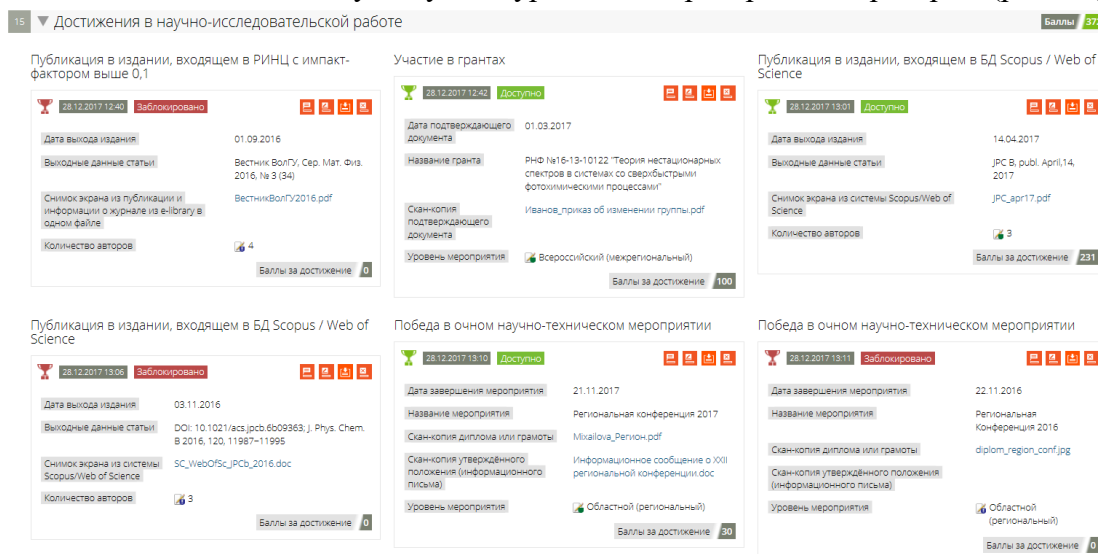 15 Достижения в научно-исследовательской работе Баллы
Публикация в издании, входящем в РИНЦ с импакт-
фактором выше 0,1
28.12.2017 12:40 Заблокировано
Дата выхода издания 01.09.2016
Выходные данные статьи Вестник ВолГУ, Сер. Мат. Физ.
2016, № 3 (34)
Снимок экрана из публикации и
информации о журнале из e-library в
одном файле
ВестникВолГУ2016.pdf
Количество авторов 4
Баллы за достижение 0
Участие в грантах
28.12.2017 12:42 Доступно
Дата подтверждающего
документа
01.03.2017
Название гранта РНФ №16-13-10122 "Теория нестационарных
спектров в системах со сверхбыстрыми
фотохимическими процессами"
Скан-копия
подтверждающего
документа
Иванов_приказ об изменении группы.pdf
Уровень мероприятия Всероссийский (межрегиональный)
Баллы за достижение 100
Публикация в издании, входящем в БД Scopus / Web of
Science
28.12.2017 13:01 Доступно
Дата выхода издания 14.04.2017
Выходные данные статьи JPC B, publ. April,14,
2017
Снимок экрана из системы Scopus/Web of
Science
JPC_apr17.pdf
Количество авторов 3
Баллы за достижение 231
Публикация в издании, входящем в БД Scopus / Web of
Science
28.12.2017 13:06 Заблокировано
Дата выхода издания 03.11.2016
Выходные данные статьи DOI: 10.1021/acs.jpcb.6b09363; J. Phys. Chem.
B 2016, 120, 11987−11995
Снимок экрана из системы
Scopus/Web of Science
SC_WebOfSc_JPCb_2016.doc
Количество авторов 3
Баллы за достижение 0
Победа в очном научно-техническом мероприятии
28.12.2017 13:10 Доступно
Дата завершения мероприятия 21.11.2017
Название мероприятия Региональная конференция 2017
Скан-копия диплома или грамоты Mixailova_Регион.pdf
Скан-копия утверждённого
положения (информационного
письма)
Информационное сообщение о XXII
региональной конференции.doc
Уровень мероприятия Областной (региональный)
Баллы за достижение 30
Победа в очном научно-техническом мероприятии
28.12.2017 13:11 Заблокировано
Дата завершения мероприятия 22.11.2016
Название мероприятия Региональная
Конференция 2016
Скан-копия диплома или грамоты diplom_region_conf.jpg
Скан-копия утверждённого положения
(информационного письма)
Уровень мероприятия Областной
(региональный)
Баллы за достижение 0